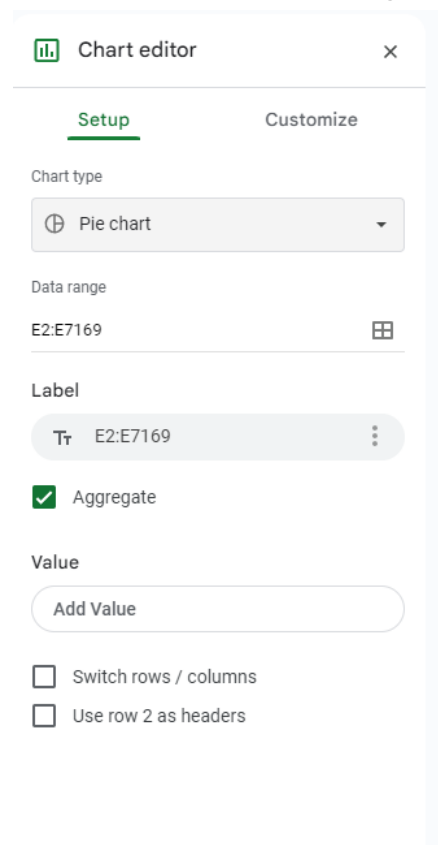 Chart editor
Setup Customize
Chart type
Pie chart
Data range
E2:E7169
Label
Tт E2:E7169
Aggregate
Value
Add Value
Switch rows / columns
Use row 2 as headers